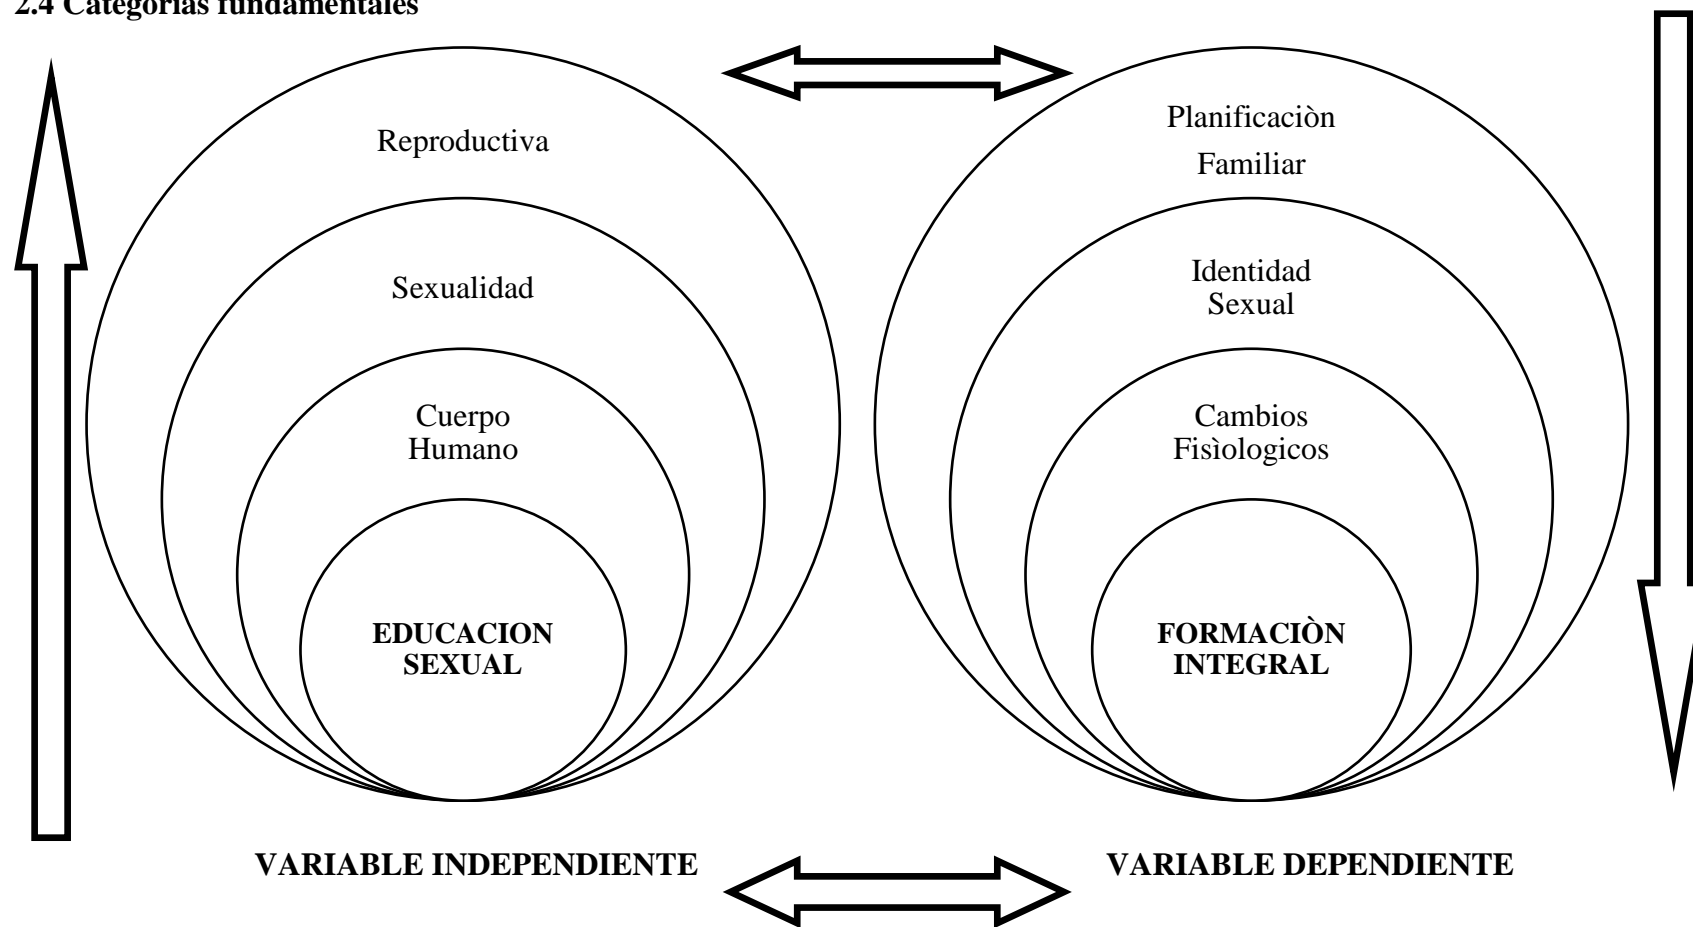 2.4 Categorías fundamentales
Reproductiva
Sexualidad
Cuerpo
Humano
EDUCACION
SEXUAL
VARIABLE INDEPENDIENTE
Planificaciòn
Familiar
Identidad
Sexual
Cambios
Fisìologicos
FORMACIÒN
INTEGRAL
VARIABLE DEPENDIENTE